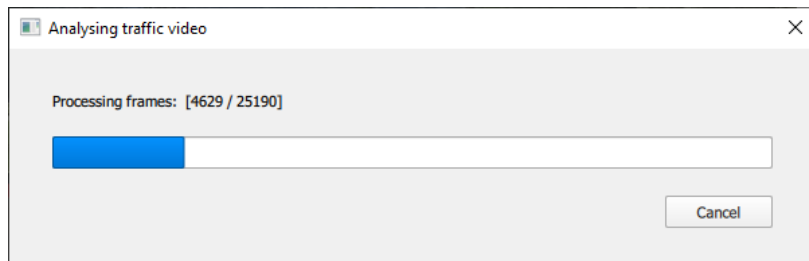 Analysing traffic video
Processing frames: [4629 / 25190]
Cancel